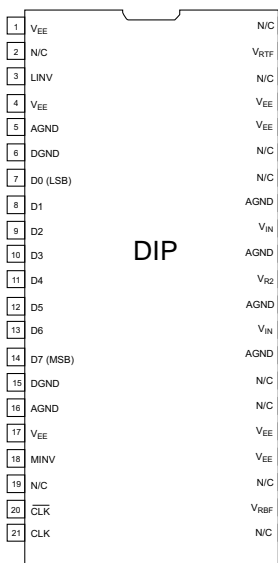 1 VEE N/C
2 N/C VRTF
3 LINV N/C
4 VEE VEE
5 AGND VEE
6 DGND N/C
7 D0 (LSB) N/C
8 D1 AGND
9 D2 VIN
10 D3 AGND
DIP
11 D4 VR2
12 D5 AGND
13 D6 VIN
14 D7 (MSB) AGND
15 DGND N/C
16 AGND N/C
17 VEE VEE
18 MINV VEE
19 N/C N/C
20 C̅L̅K̅ VRBF
21 CLK N/C